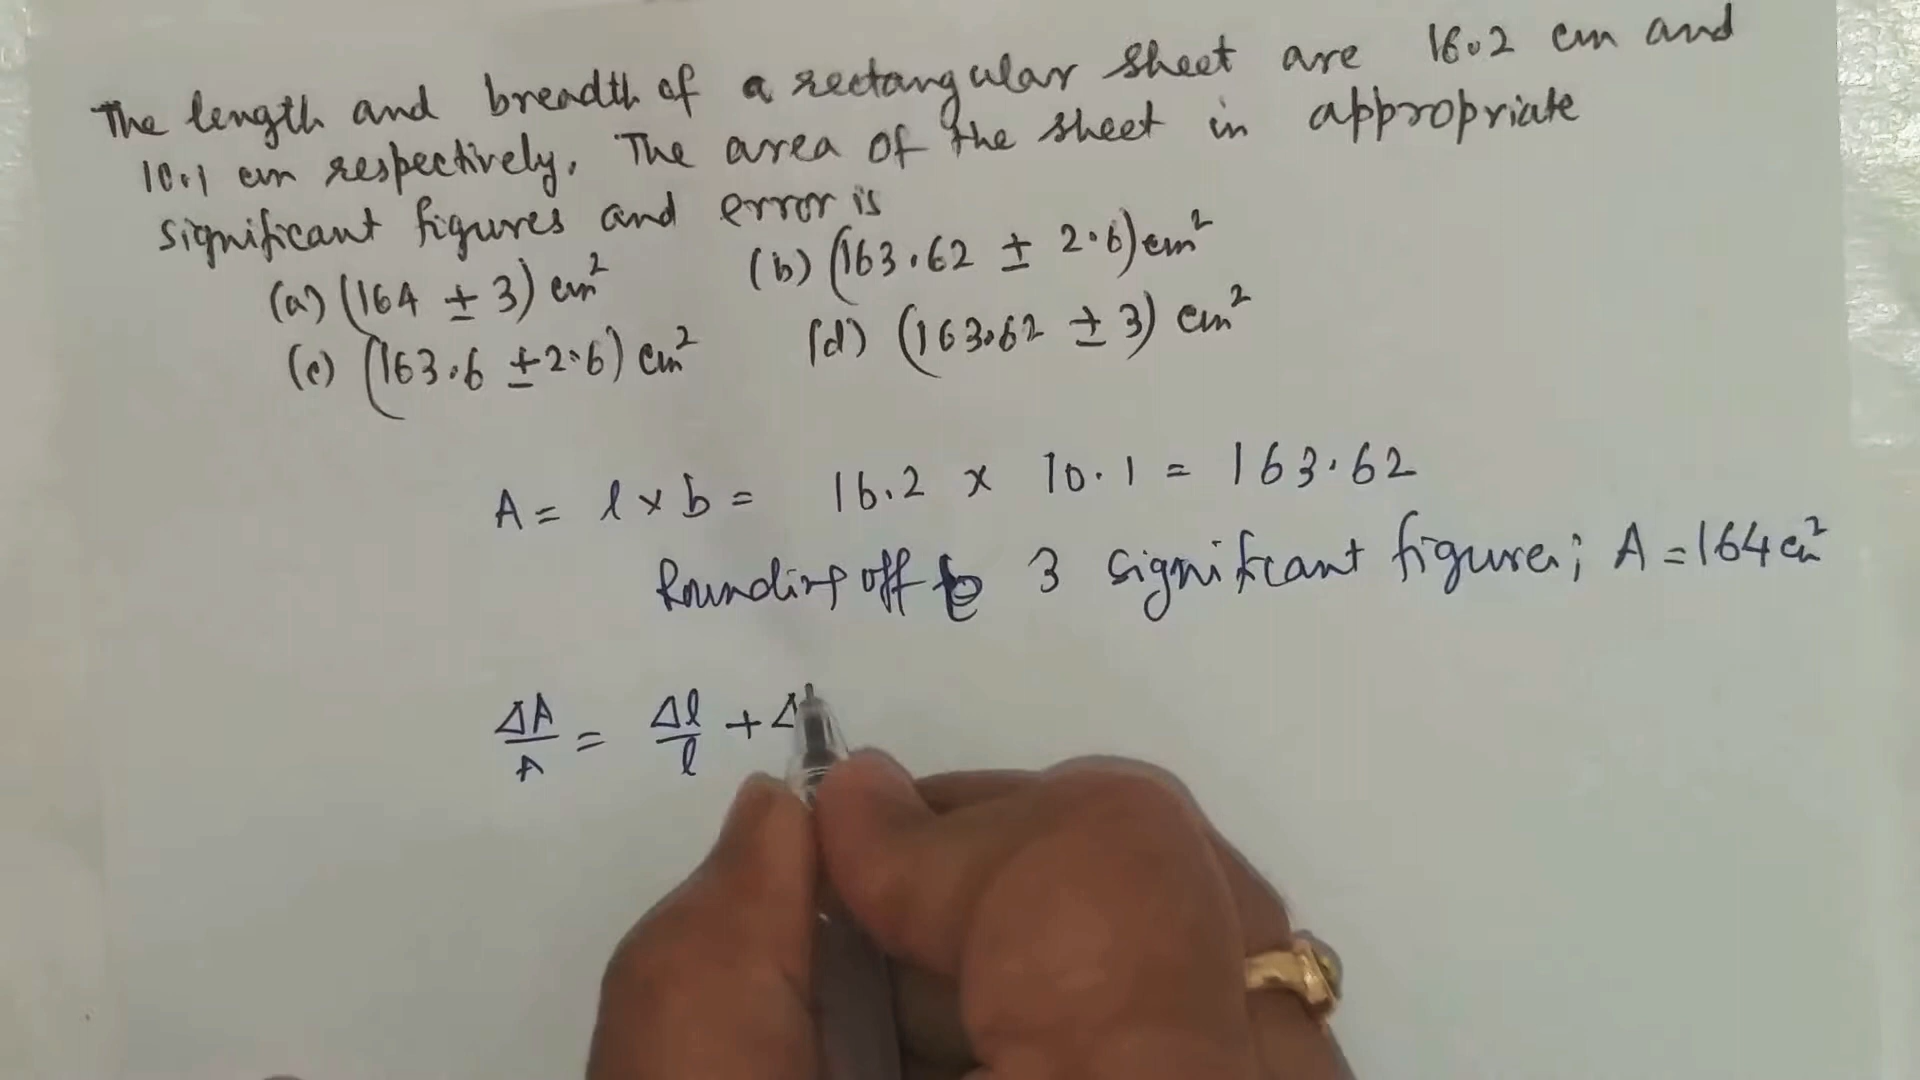 The length and breadth of a rectangular sheet are 16.2 cm and
10.1 cm respectively. The area of the sheet in appropriate
significant figures and error is
(a) (164 ± 3) cm² (b) (163.62 ± 2.6) cm²
(c) (163.6 ± 2.6) cm² (d) (163.62 ± 3) cm²
A = l × b = 16.2 × 10.1 = 163.62
Rounding off to 3 significant figures; A = 164 cm²
ΔA/A = Δl/l + Δ